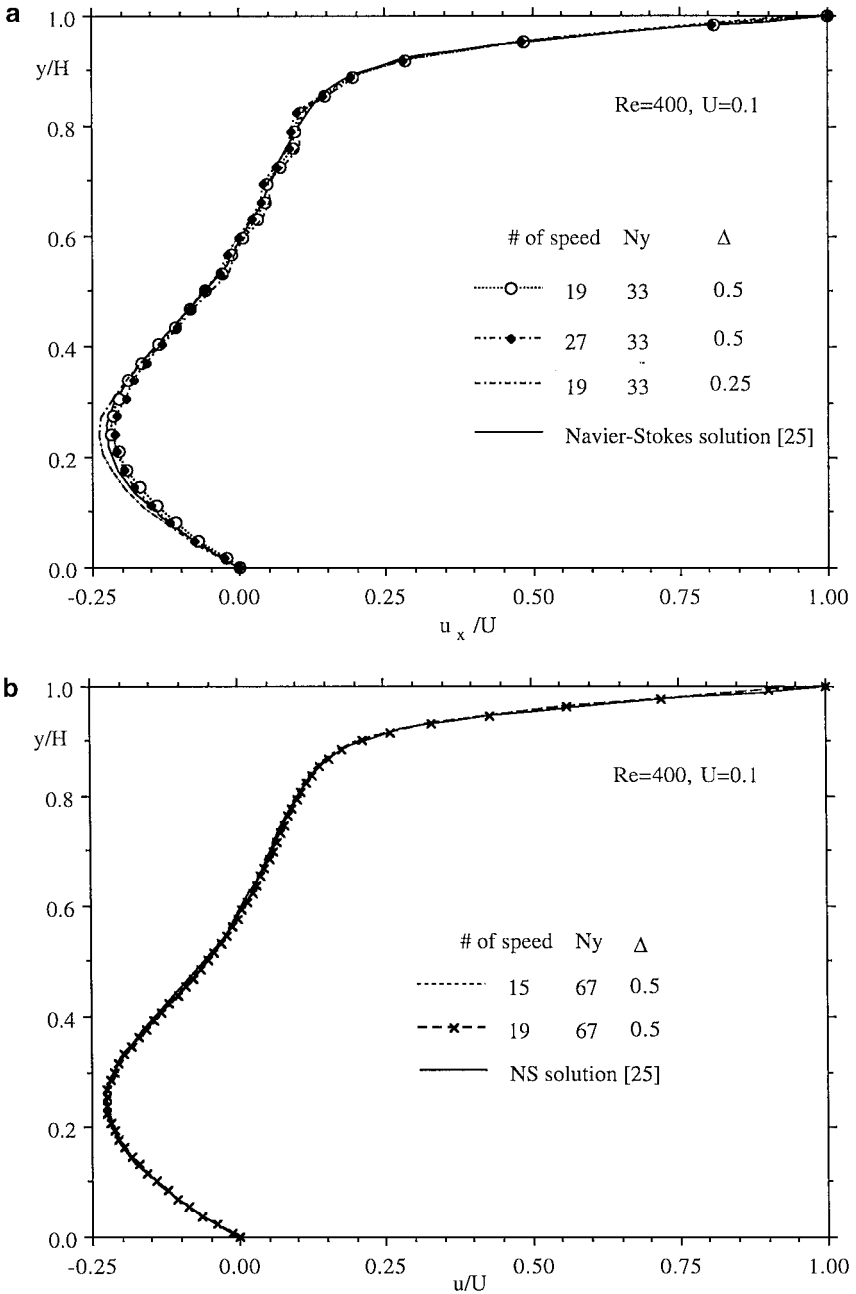 a
1.0
y/H
Re=400, U=0.1
0.8
0.6
# of speed Ny Δ
19 33 0.5
27 33 0.5
0.4
19 33 0.25
Navier-Stokes solution [25]
0.2
0.0
-0.25 0.00 0.25 0.50 0.75 1.00
u x /U
b
1.0
y/H
Re=400, U=0.1
0.8
0.6
# of speed Ny Δ
15 67 0.5
0.4
19 67 0.5
NS solution [25]
0.2
0.0
-0.25 0.00 0.25 0.50 0.75 1.00
u/U